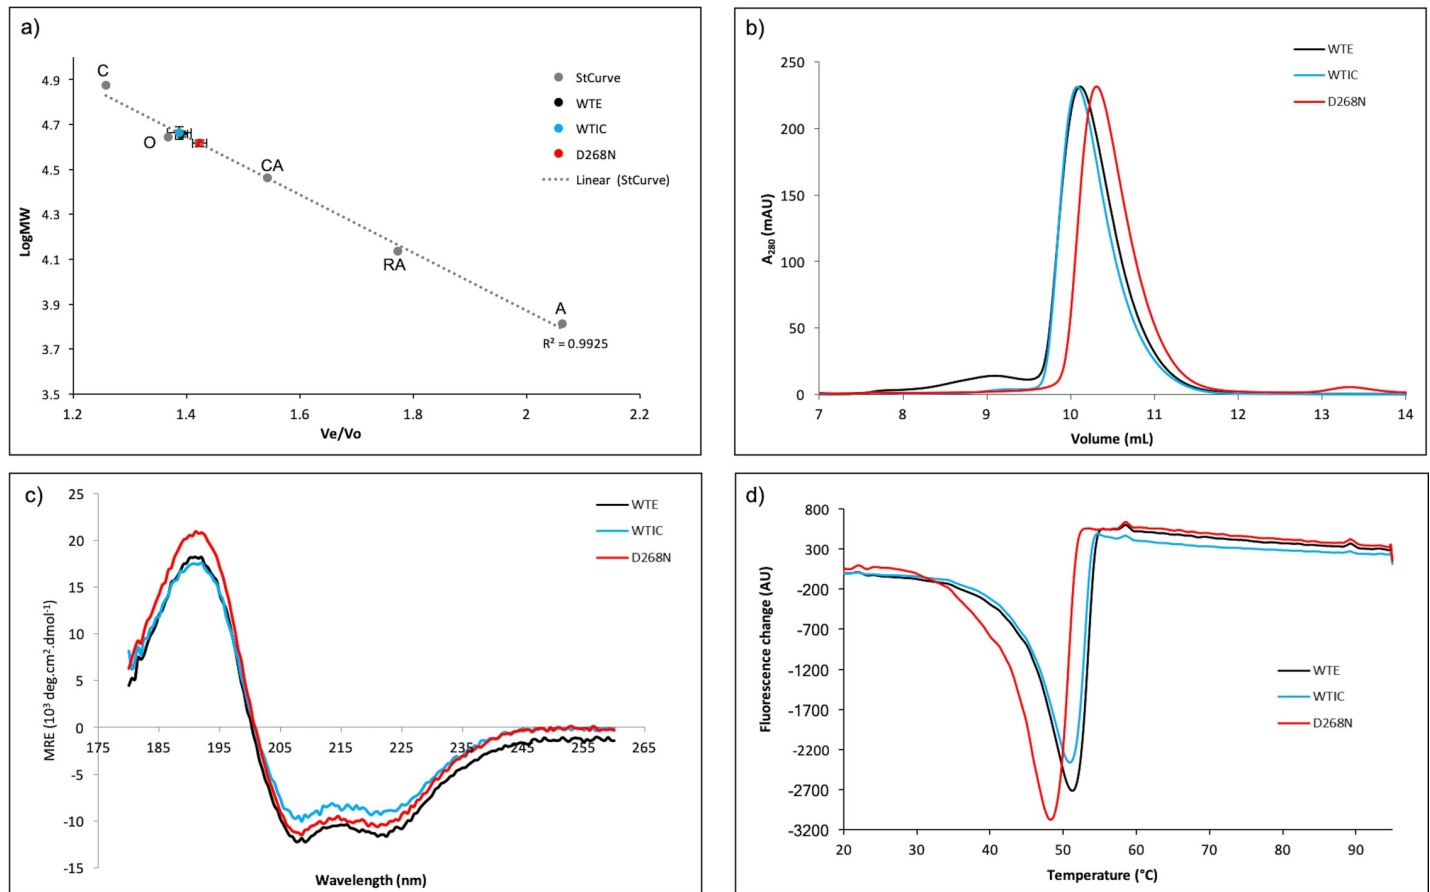 a)
C
O
CA
RA
A
R² = 0.9925
StCurve
WTE
WTIC
D268N
Linear (StCurve)
4.9
4.7
4.5
4.3
4.1
3.9
3.7
3.5
LogMW
1.2 1.4 1.6 1.8 2 2.2
Ve/Vo
b)
WTE
WTIC
D268N
250
200
150
100
50
0
A280 (mAU)
7 8 9 10 11 12 13 14
Volume (mL)
c)
WTE
WTIC
D268N
25
20
15
10
5
0
-5
-10
-15
MRE (10³ deg.cm².dmol⁻¹)
175 185 195 205 215 225 235 245 255 265
Wavelength (nm)
d)
800
300
-200
-700
-1200
-1700
-2200
-2700
-3200
Fluorescence change (AU)
WTE
WTIC
D268N
20 30 40 50 60 70 80 90
Temperature (°C)